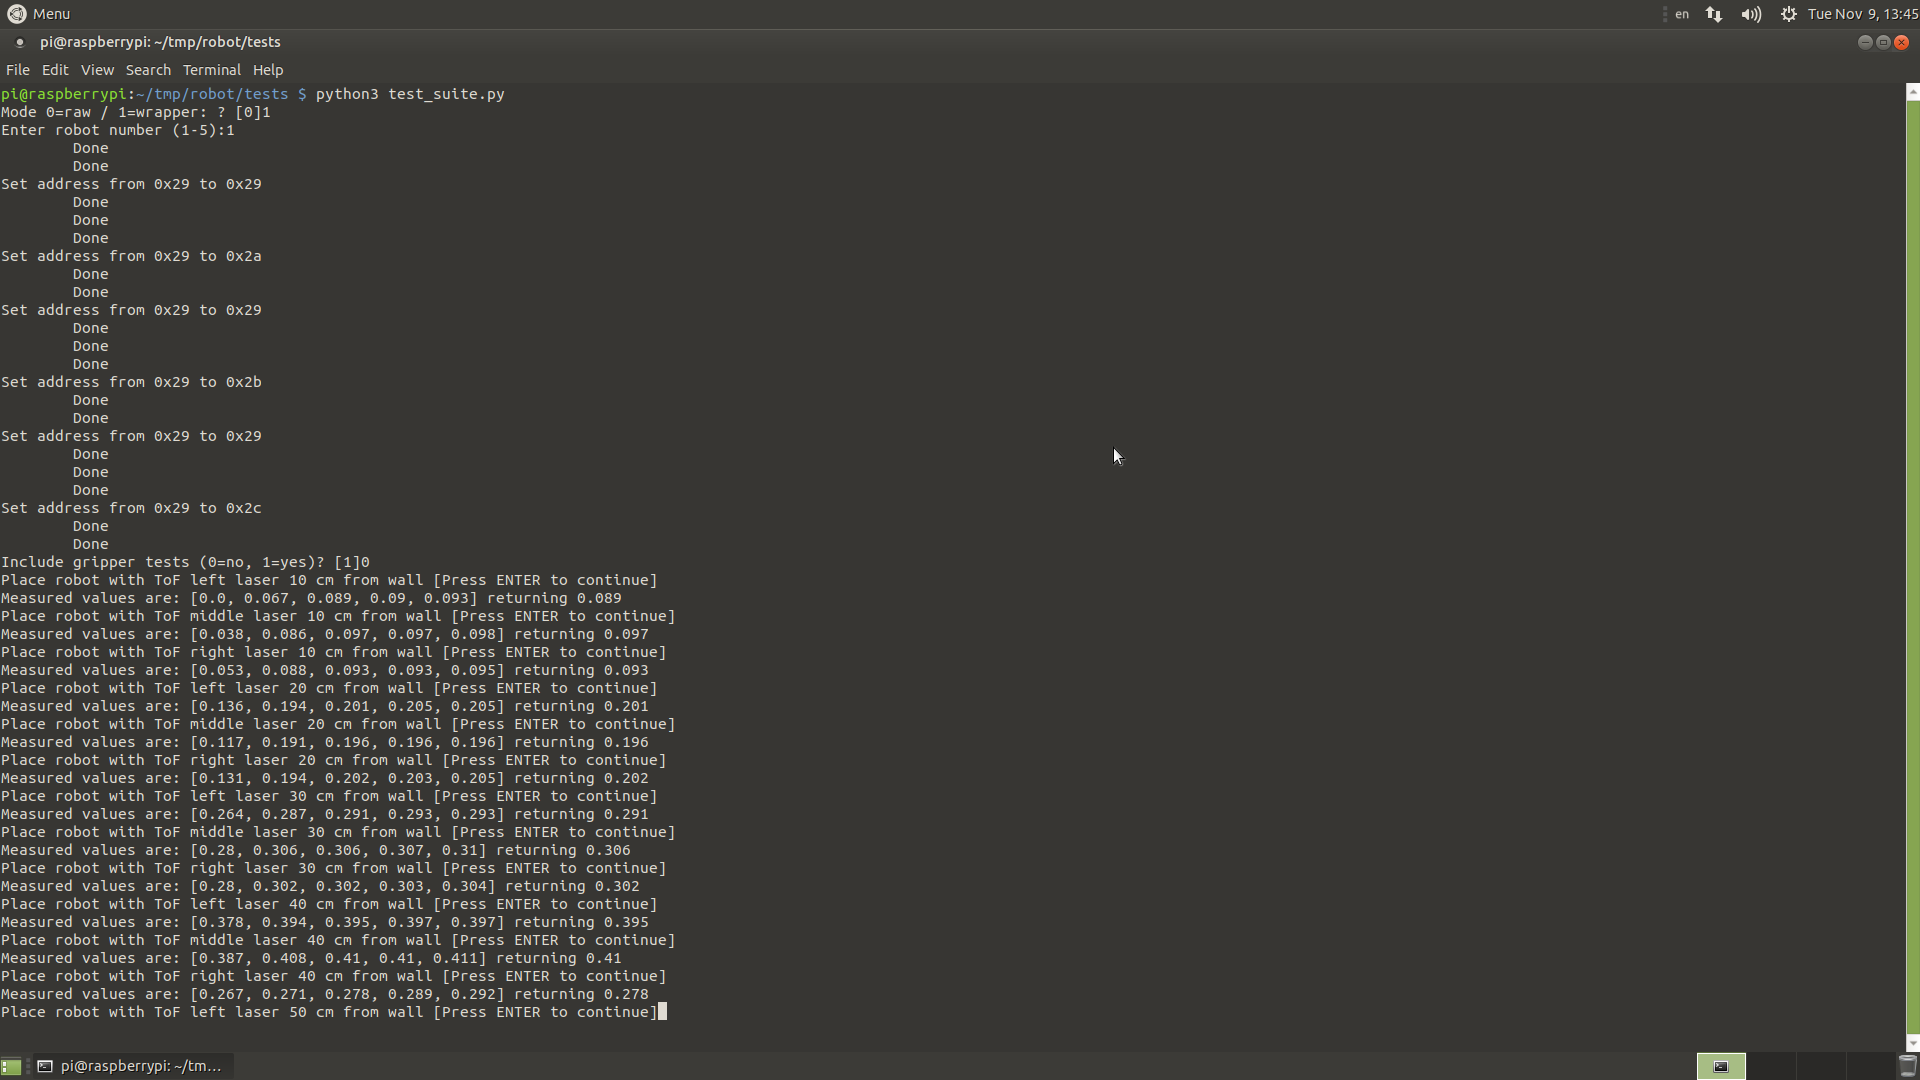 Menu
en
Tue Nov 9, 13:45
pi@raspberrypi: ~/tmp/robot/tests
File Edit View Search Terminal Help
pi@raspberrypi:~/tmp/robot/tests $ python3 test_suite.py
Mode 0=raw / 1=wrapper: ? [0]1
Enter robot number (1-5):1
Done
Done
Set address from 0x29 to 0x29
Done
Done
Done
Set address from 0x29 to 0x2a
Done
Done
Set address from 0x29 to 0x29
Done
Done
Done
Set address from 0x29 to 0x2b
Done
Done
Set address from 0x29 to 0x29
Done
Done
Done
Set address from 0x29 to 0x2c
Done
Done
Include gripper tests (0=no, 1=yes)? [1]0
Place robot with ToF left laser 10 cm from wall [Press ENTER to continue]
Measured values are: [0.0, 0.067, 0.089, 0.09, 0.093] returning 0.089
Place robot with ToF middle laser 10 cm from wall [Press ENTER to continue]
Measured values are: [0.038, 0.086, 0.097, 0.097, 0.098] returning 0.097
Place robot with ToF right laser 10 cm from wall [Press ENTER to continue]
Measured values are: [0.053, 0.088, 0.093, 0.093, 0.095] returning 0.093
Place robot with ToF left laser 20 cm from wall [Press ENTER to continue]
Measured values are: [0.136, 0.194, 0.201, 0.205, 0.205] returning 0.201
Place robot with ToF middle laser 20 cm from wall [Press ENTER to continue]
Measured values are: [0.117, 0.191, 0.196, 0.196, 0.196] returning 0.196
Place robot with ToF right laser 20 cm from wall [Press ENTER to continue]
Measured values are: [0.131, 0.194, 0.202, 0.203, 0.205] returning 0.202
Place robot with ToF left laser 30 cm from wall [Press ENTER to continue]
Measured values are: [0.264, 0.287, 0.291, 0.293, 0.293] returning 0.291
Place robot with ToF middle laser 30 cm from wall [Press ENTER to continue]
Measured values are: [0.28, 0.306, 0.306, 0.307, 0.31] returning 0.306
Place robot with ToF right laser 30 cm from wall [Press ENTER to continue]
Measured values are: [0.28, 0.302, 0.302, 0.303, 0.304] returning 0.302
Place robot with ToF left laser 40 cm from wall [Press ENTER to continue]
Measured values are: [0.378, 0.394, 0.395, 0.397, 0.397] returning 0.395
Place robot with ToF middle laser 40 cm from wall [Press ENTER to continue]
Measured values are: [0.387, 0.408, 0.41, 0.41, 0.411] returning 0.41
Place robot with ToF right laser 40 cm from wall [Press ENTER to continue]
Measured values are: [0.267, 0.271, 0.278, 0.289, 0.292] returning 0.278
Place robot with ToF left laser 50 cm from wall [Press ENTER to continue]
pi@raspberrypi: ~/tm...